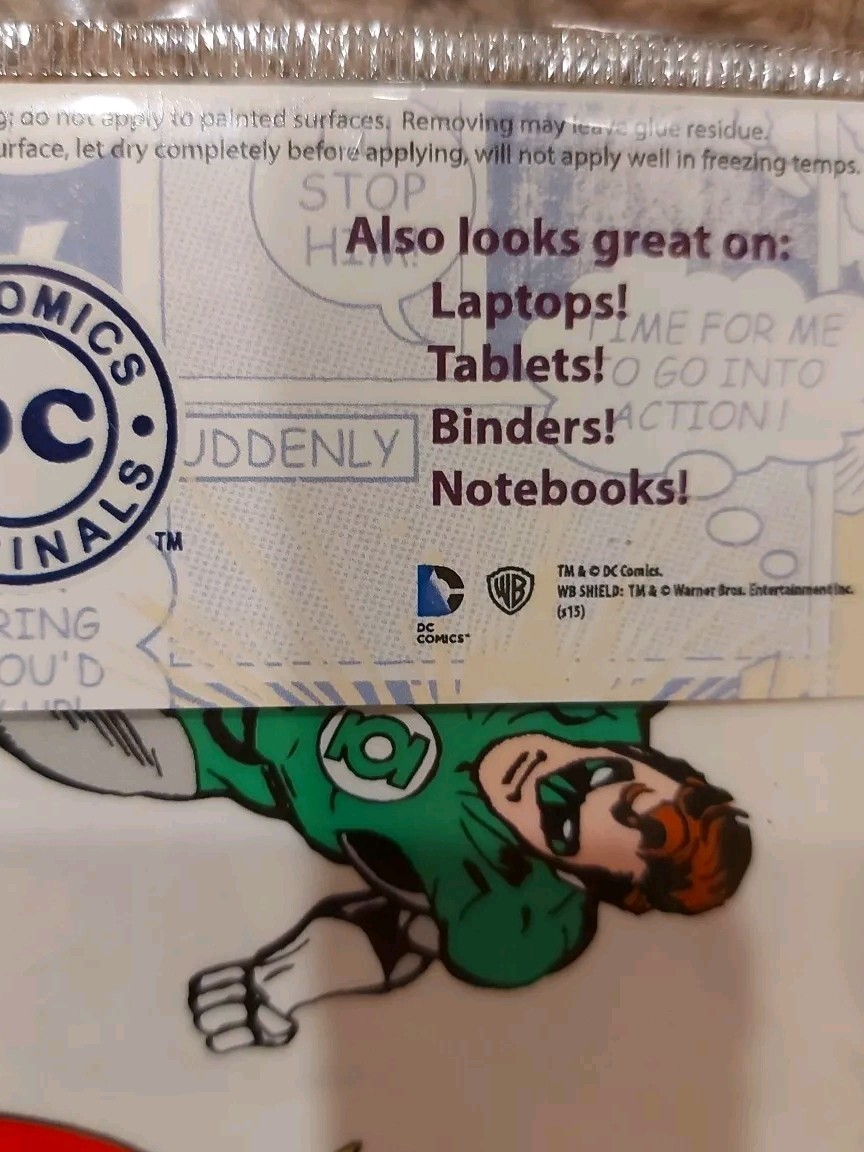 g; do not apply to painted surfaces. Removing may leave glue residue.
urface, let dry completely before applying, will not apply well in freezing temps.
STOP
HIM!
Also looks great on:
Laptops!
Tablets!
Binders!
Notebooks!
TIME FOR ME
TO GO INTO
ACTION!
OMICS
DC
INALS
TM
UDDENLY
RING
OU'D
UP!
DC
COMICS™
WB
TM & © DC Comics.
WB SHIELD: TM & © Warner Bros. Entertainment Inc.
(s15)